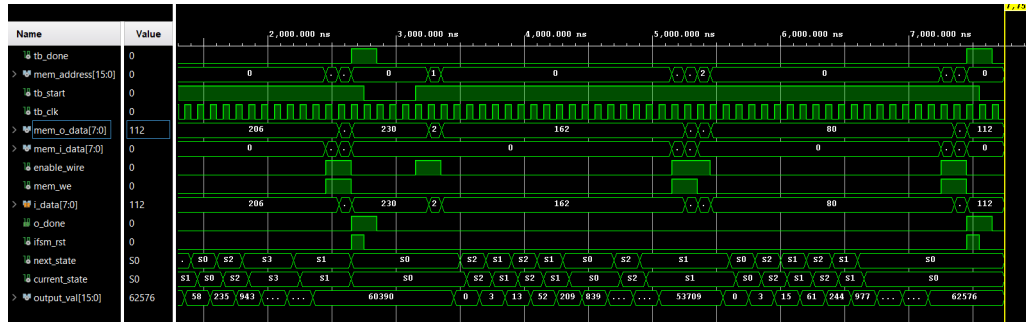 7,75
Name Value 2,000.000 ns 3,000.000 ns 4,000.000 ns 5,000.000 ns 6,000.000 ns 7,000.000 ns
tb_done 0
mem_address[15:0] 0 0 . . 0 1 0 . . . 2 0 . . 0
tb_start 0
tb_clk 0
mem_o_data[7:0] 112 206 . 230 2 162 . . 80 . 112
mem_i_data[7:0] 0 0 . . 0 . . 0 . . 0
enable_wire 0
mem_we 0
i_data[7:0] 112 206 . 230 2 162 . . 80 . 112
o_done 0
ifsm_rst 0
next_state S0 . S0 S2 S3 S1 S0 S2 S1 S2 S1 S0 S2 S1 S0 S2 S1 S2 S1 S0
current_state S0 S1 S0 S2 S3 S1 S0 S2 S1 S2 S1 S0 S2 S1 S0 S2 S1 S2 S1 S0
output_val[15:0] 62576 58 235 943 ... ... 60390 0 3 13 52 209 839 ... ... 53709 0 3 15 61 244 977 ... ... 62576